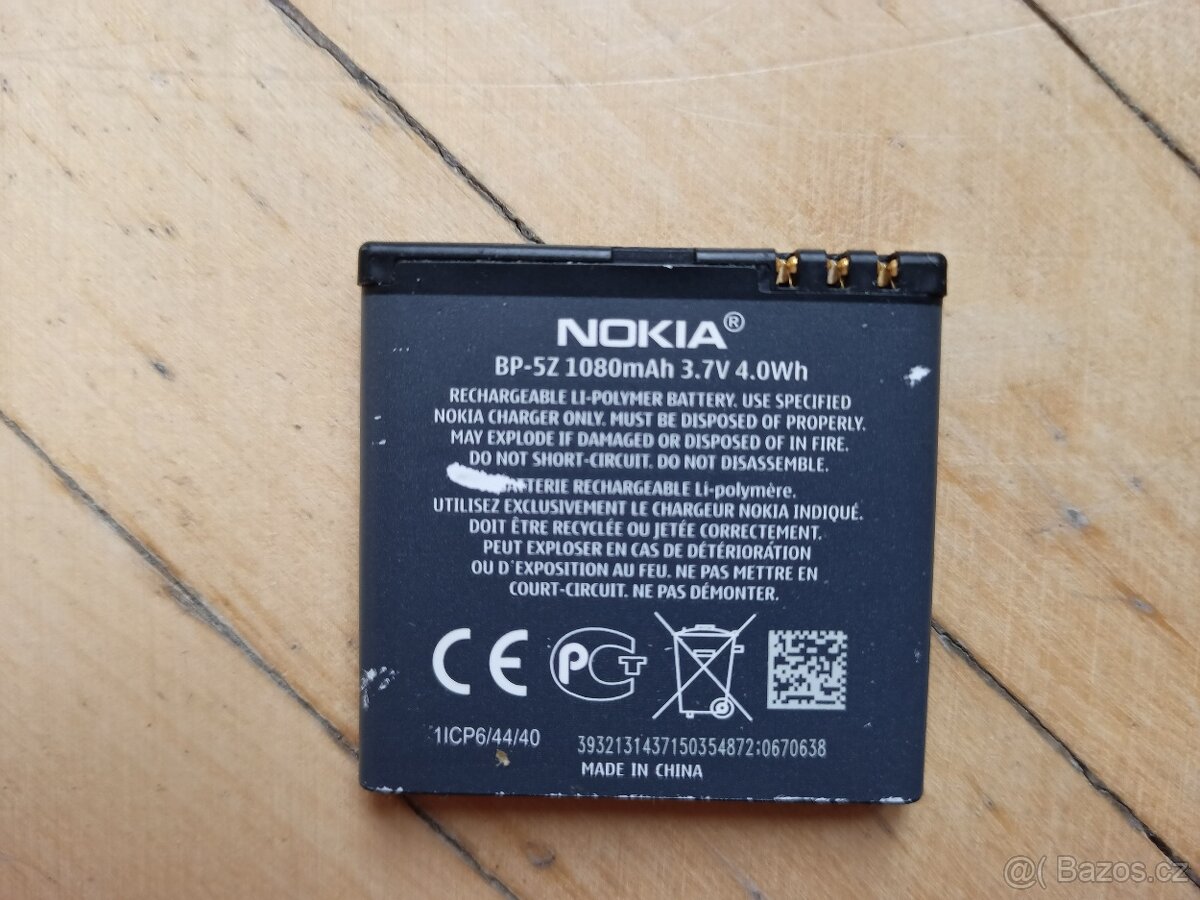 NOKIA®
BP-5Z 1080mAh 3.7V 4.0Wh
RECHARGEABLE LI-POLYMER BATTERY. USE SPECIFIED
NOKIA CHARGER ONLY. MUST BE DISPOSED OF PROPERLY.
MAY EXPLODE IF DAMAGED OR DISPOSED OF IN FIRE.
DO NOT SHORT-CIRCUIT. DO NOT DISASSEMBLE.
RECHARGEABLE Li-polymère.
UTILISEZ EXCLUSIVEMENT LE CHARGEUR NOKIA INDIQUÉ.
DOIT ÊTRE RECYCLÉE OU JETÉE CORRECTEMENT.
PEUT EXPLOSER EN CAS DE DÉTÉRIORATION
OU D'EXPOSITION AU FEU. NE PAS METTRE EN
COURT-CIRCUIT. NE PAS DÉMONTER.
CE PCT
1ICP6/44/40
3932131437150354872:0670638
MADE IN CHINA
@( Bazos.cz